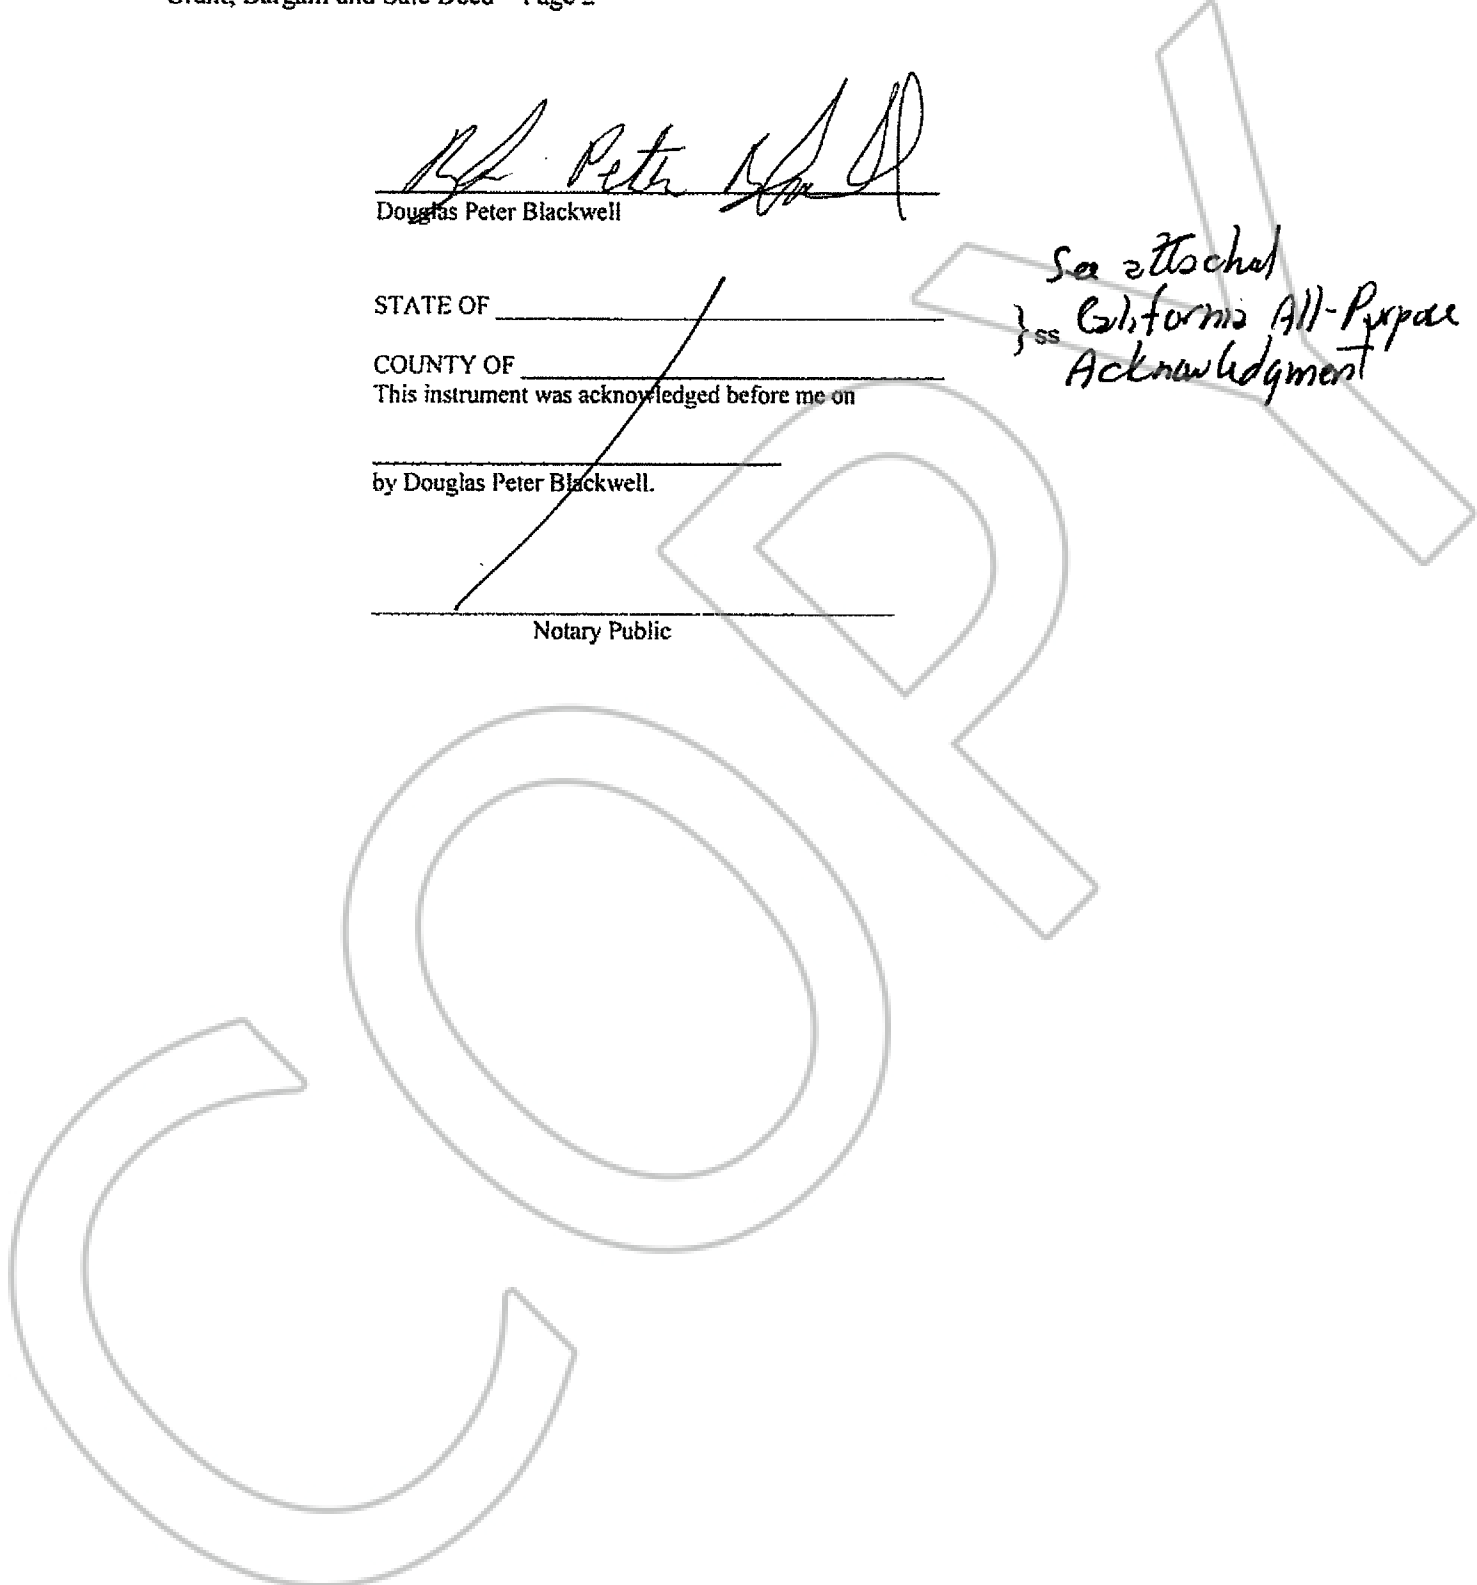 Grant, Bargain and Sale Deed – Page 2
Peter
Douglas Peter Blackwell
See attached
STATE OF
}ss California All-Purpose
COUNTY OF
Acknowledgment
This instrument was acknowledged before me on
by Douglas Peter Blackwell.
Notary Public
COPY